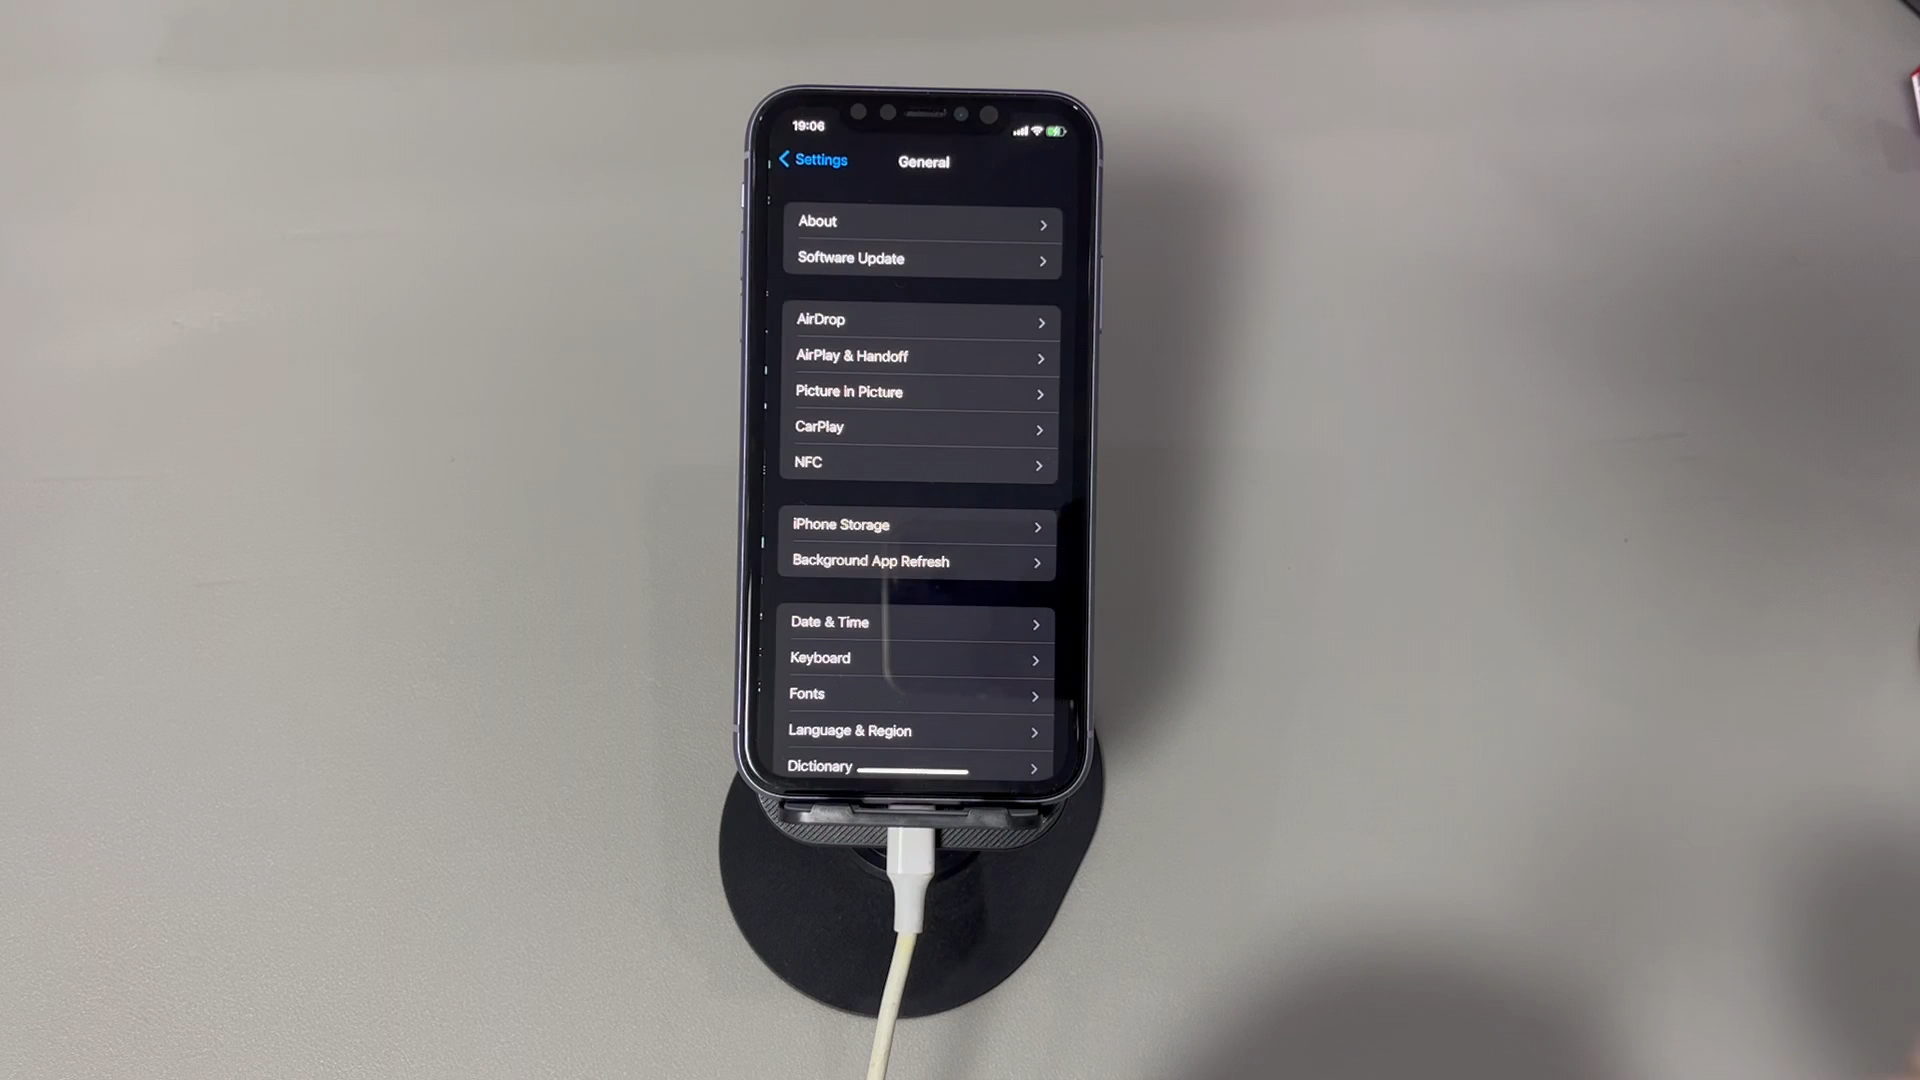 19:06
Settings
General
About
Software Update
AirDrop
AirPlay & Handoff
Picture in Picture
CarPlay
NFC
iPhone Storage
Background App Refresh
Date & Time
Keyboard
Fonts
Language & Region
Dictionary